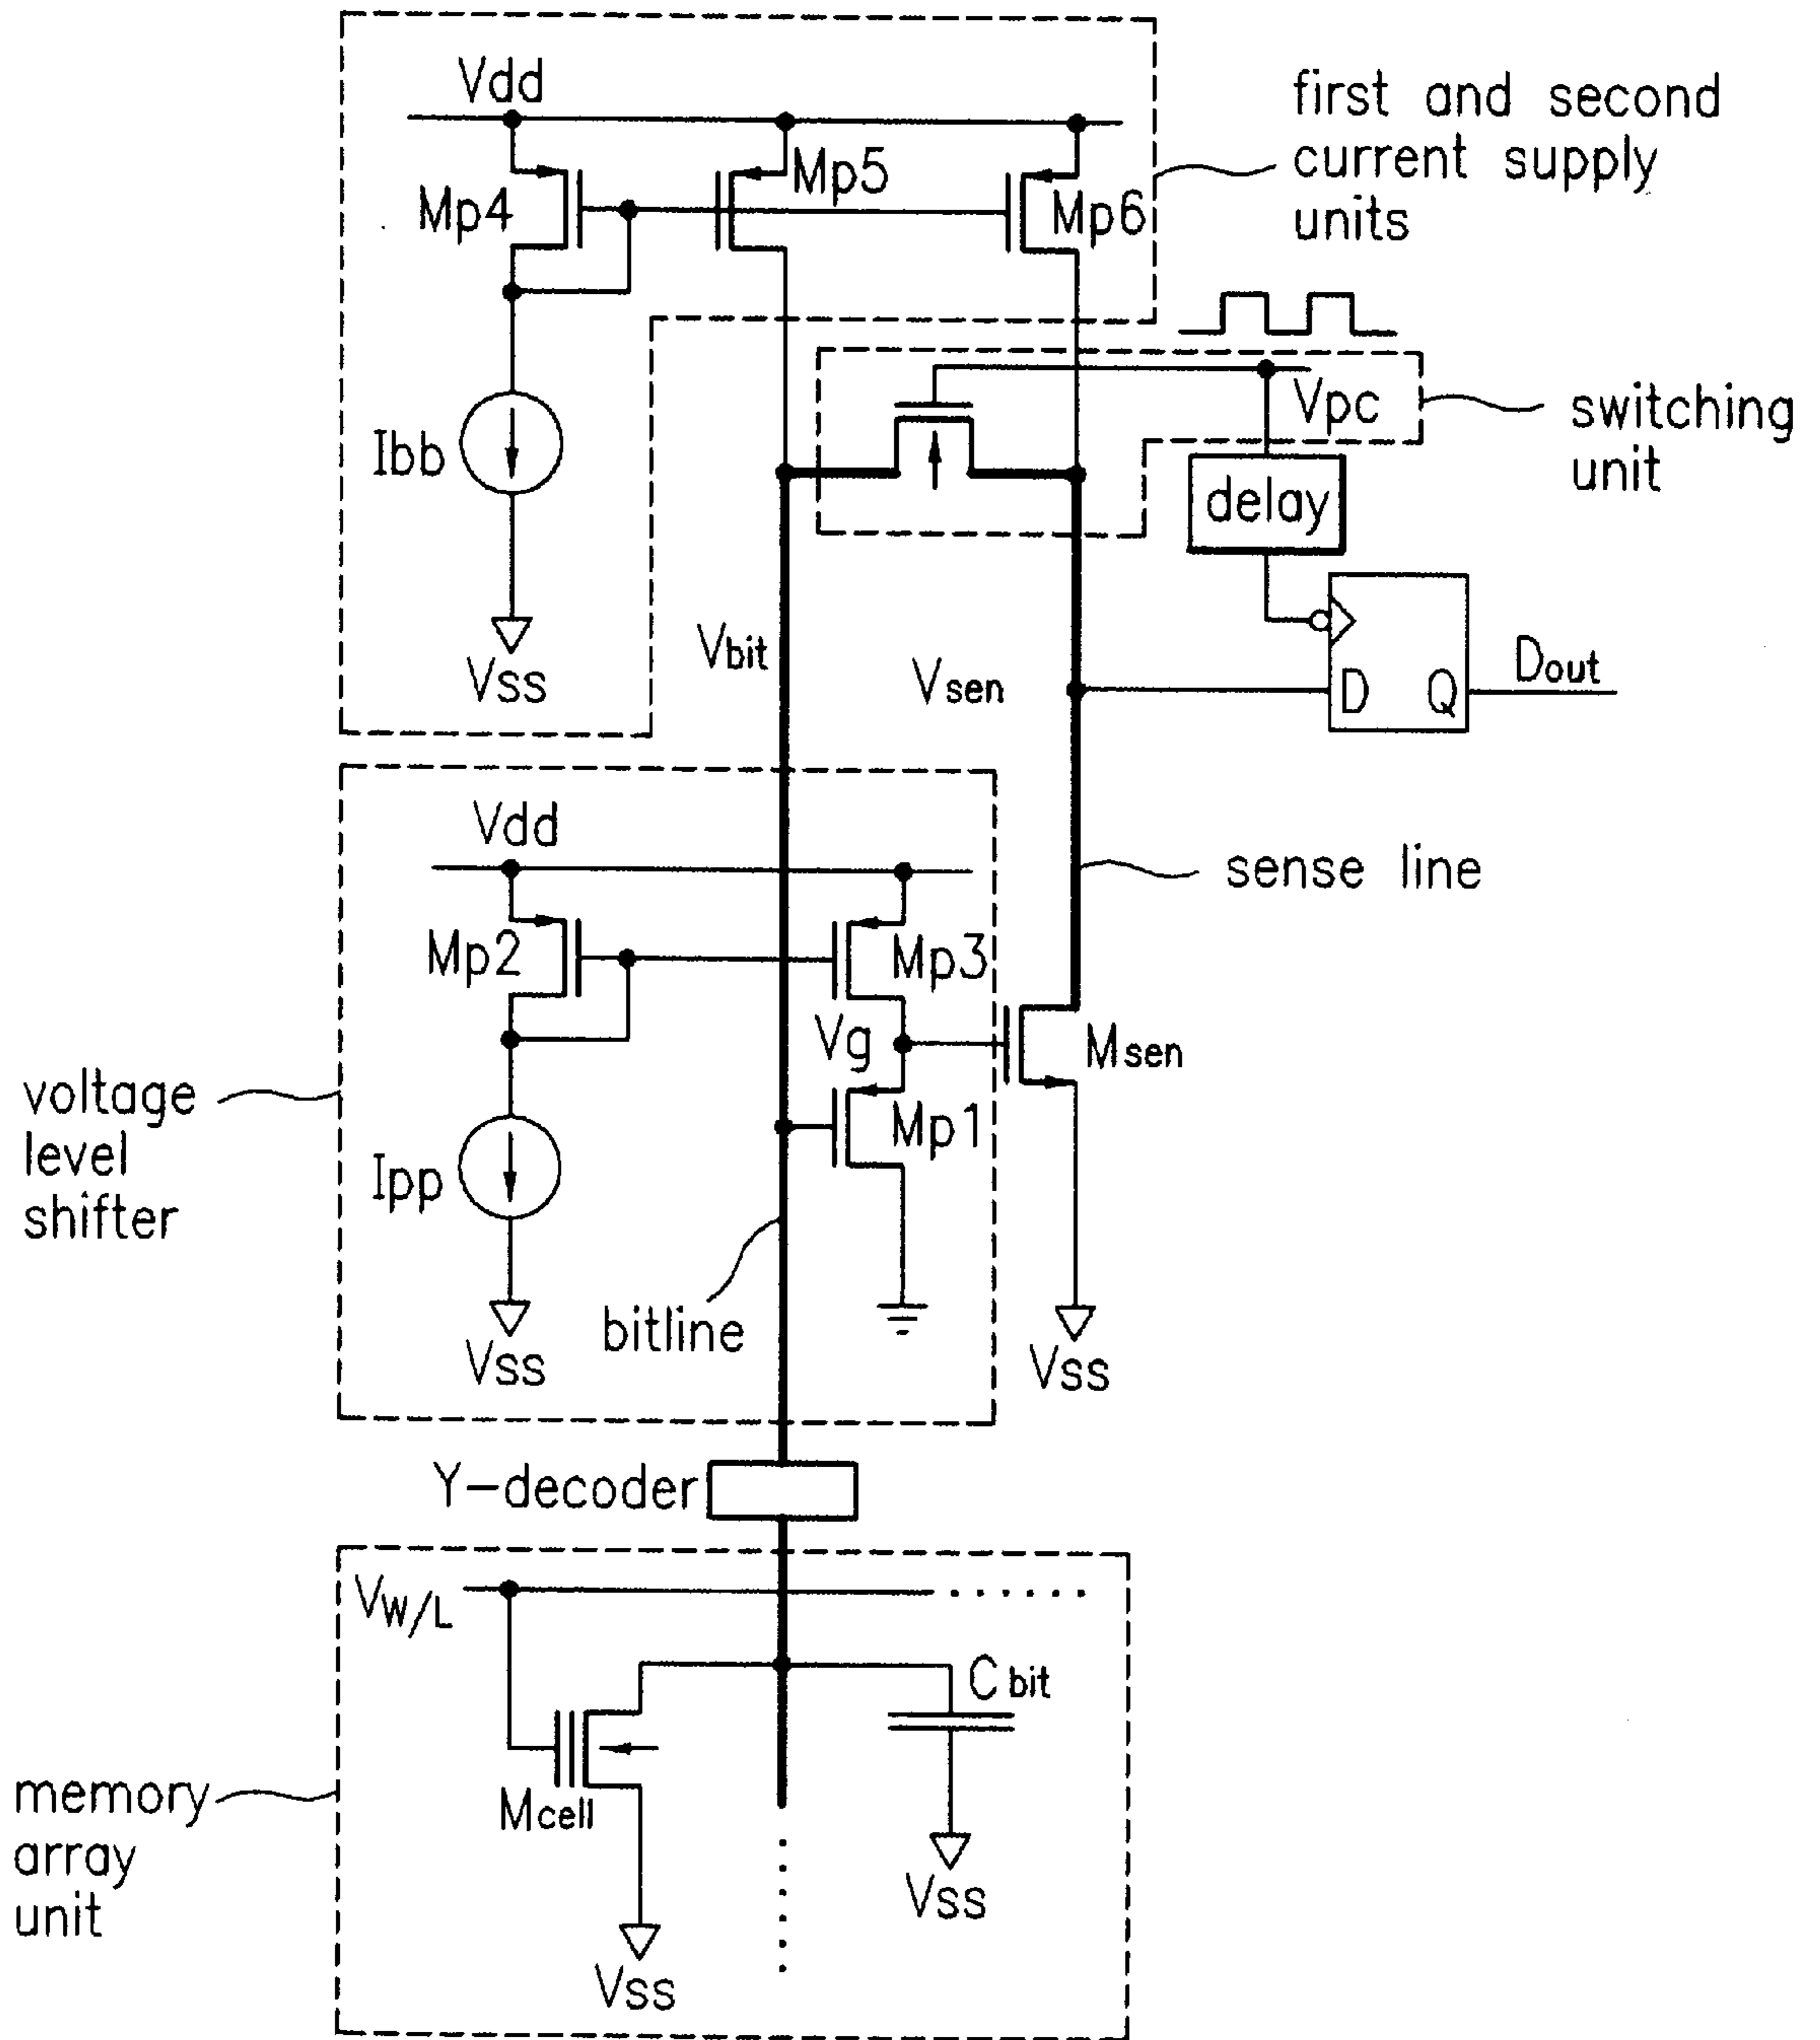 Vdd
Mp4
Mp5
Mp6
first and second
current supply
units
Ibb
Vss
Vpc
switching
unit
delay
Vbit
Vsen
D
Q
Dout
Vdd
sense line
Mp2
Mp3
Vg
Msen
Mp1
voltage
level
shifter
Ipp
bitline
Vss
Vss
Y-decoder
VW/L
Cbit
Mcell
memory
array
unit
Vss
Vss